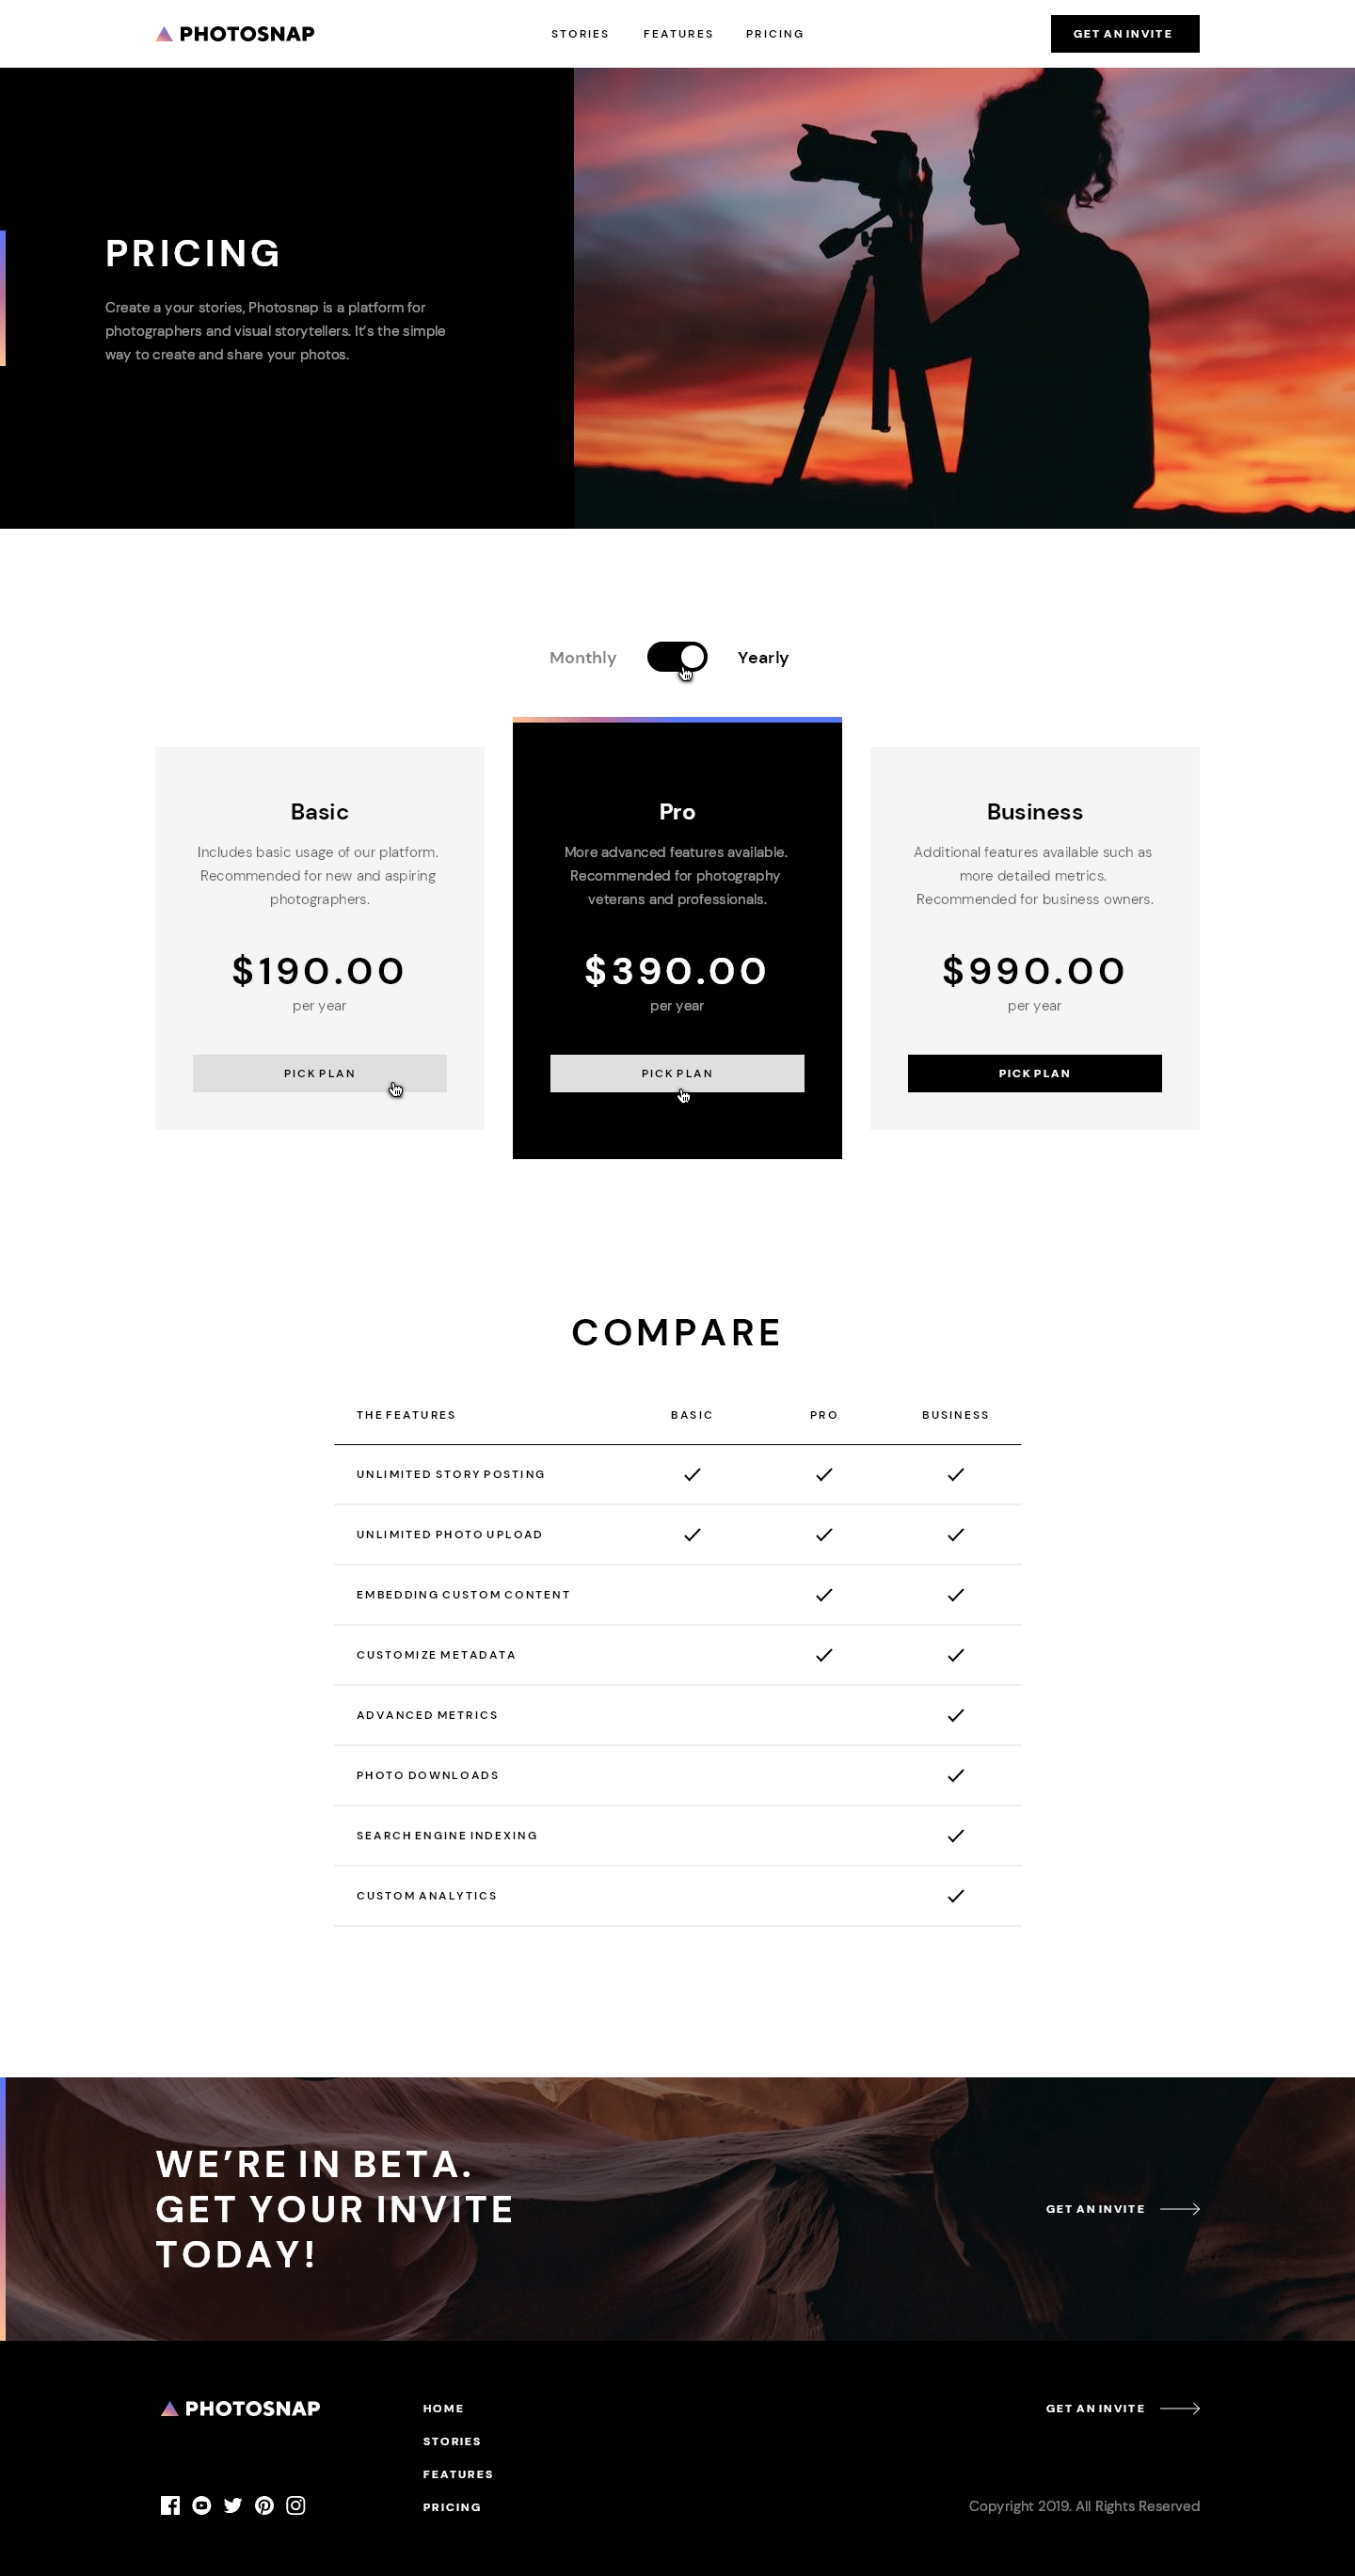 PHOTOSNAP
STORIES FEATURES PRICING
GET AN INVITE
PRICING
Create a your stories, Photosnap is a platform for
photographers and visual storytellers. It’s the simple
way to create and share your photos.
Monthly Yearly
Basic
Includes basic usage of our platform.
Recommended for new and aspiring
photographers.
$190.00
per year
PICK PLAN
Pro
More advanced features available.
Recommended for photography
veterans and professionals.
$390.00
per year
PICK PLAN
Business
Additional features available such as
more detailed metrics.
Recommended for business owners.
$990.00
per year
PICK PLAN
COMPARE
THE FEATURES BASIC PRO BUSINESS
UNLIMITED STORY POSTING
UNLIMITED PHOTO UPLOAD
EMBEDDING CUSTOM CONTENT
CUSTOMIZE METADATA
ADVANCED METRICS
PHOTO DOWNLOADS
SEARCH ENGINE INDEXING
CUSTOM ANALYTICS
WE’RE IN BETA.
GET YOUR INVITE
TODAY!
GET AN INVITE
PHOTOSNAP
HOME
STORIES
FEATURES
PRICING
GET AN INVITE
Copyright 2019. All Rights Reserved